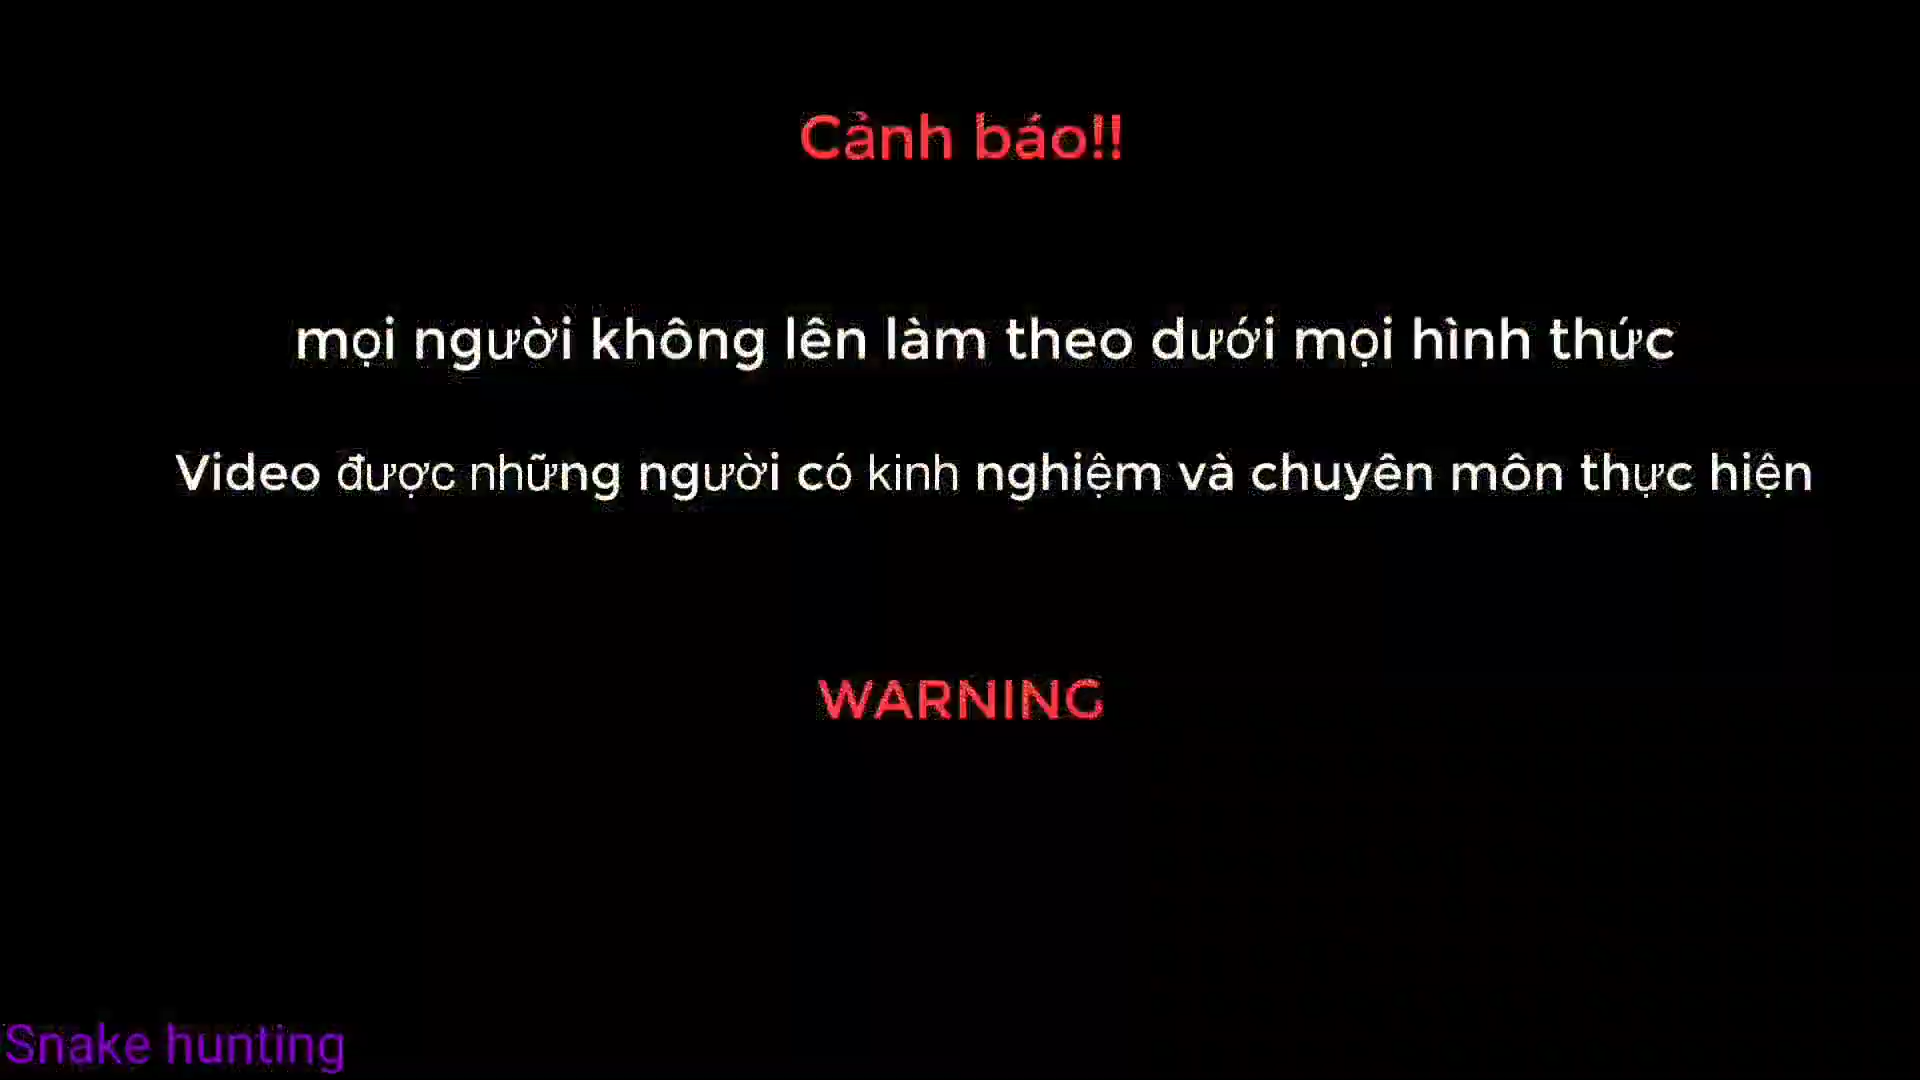 Cảnh báo!!
mọi người không lên làm theo dưới mọi hình thức
Video được những người có kinh nghiệm và chuyên môn thực hiện
WARNING
Snake hunting